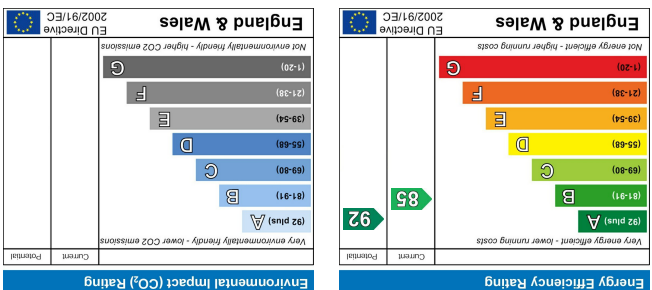 Energy Efficiency Rating
Current Potential
Very energy efficient - lower running costs
(92 plus) A
(81-91) B
(69-80) C
(55-68) D
(39-54) E
(21-38) F
(1-20) G
85
92
Not energy efficient - higher running costs
England & Wales
EU Directive
2002/91/EC
Environmental Impact (CO₂) Rating
Current Potential
Very environmentally friendly - lower CO2 emissions
(92 plus) A
(81-91) B
(69-80) C
(55-68) D
(39-54) E
(21-38) F
(1-20) G
Not environmentally friendly - higher CO2 emissions
England & Wales
EU Directive
2002/91/EC